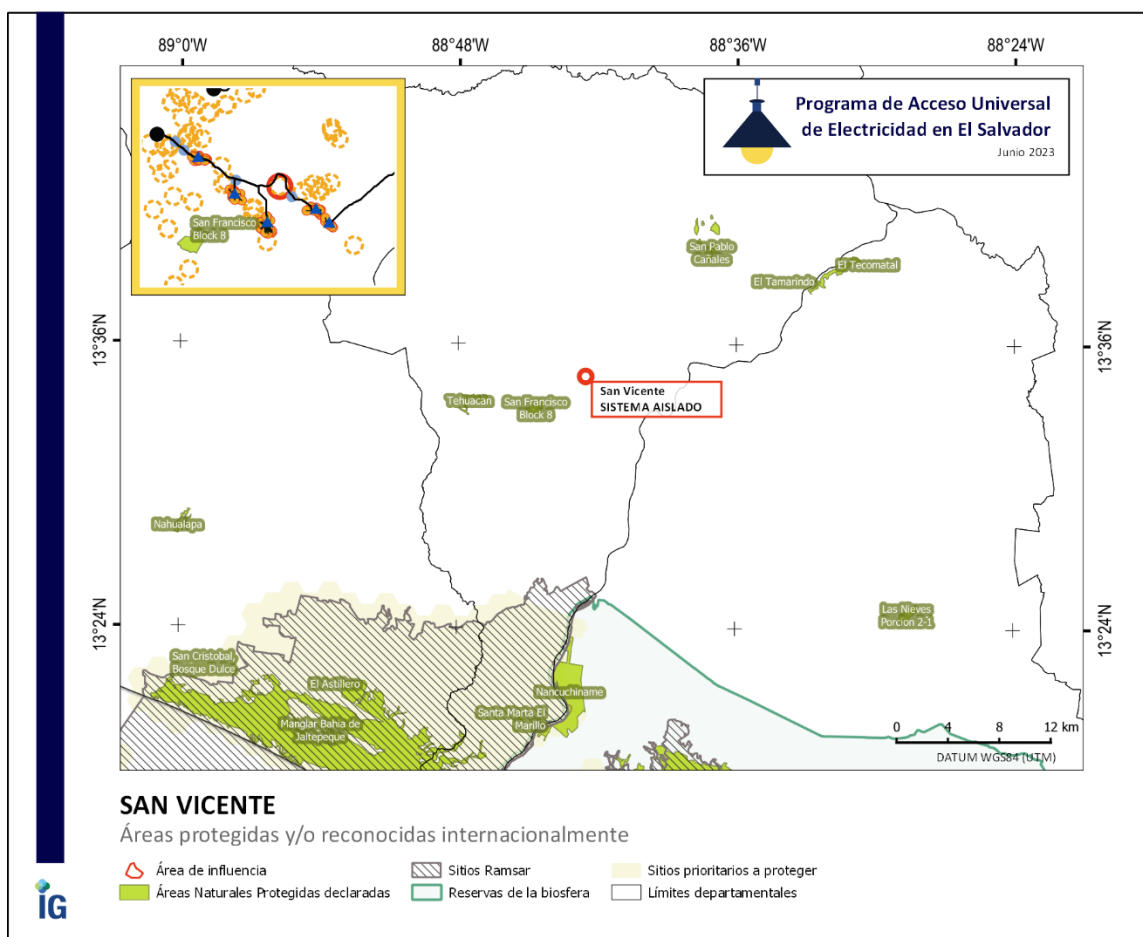 89°0'W
88°48'W
88°36'W
88°24'W
Programa de Acceso Universal
de Electricidad en El Salvador
Junio 2023
San Francisco
Block 8
San Pablo
Cañales
El Tecomatal
El Tamarindo
13°36'N
13°36'N
San Vicente
SISTEMA AISLADO
Tehuacan
San Francisco
Block 8
Nahualapa
13°24'N
13°24'N
Las Nieves
Porcion 2-1
San Cristobal,
Bosque Dulce
El Astillero
Nancuchiname
Santa Marta El
Marillo
Manglar Bahia de
Jaltepeque
0 4 8 12 km
DATUM WGS84 (UTM)
SAN VICENTE
Áreas protegidas y/o reconocidas internacionalmente
Área de influencia
Sitios Ramsar
Sitios prioritarios a proteger
Áreas Naturales Protegidas declaradas
Reservas de la biosfera
Límites departamentales
iG